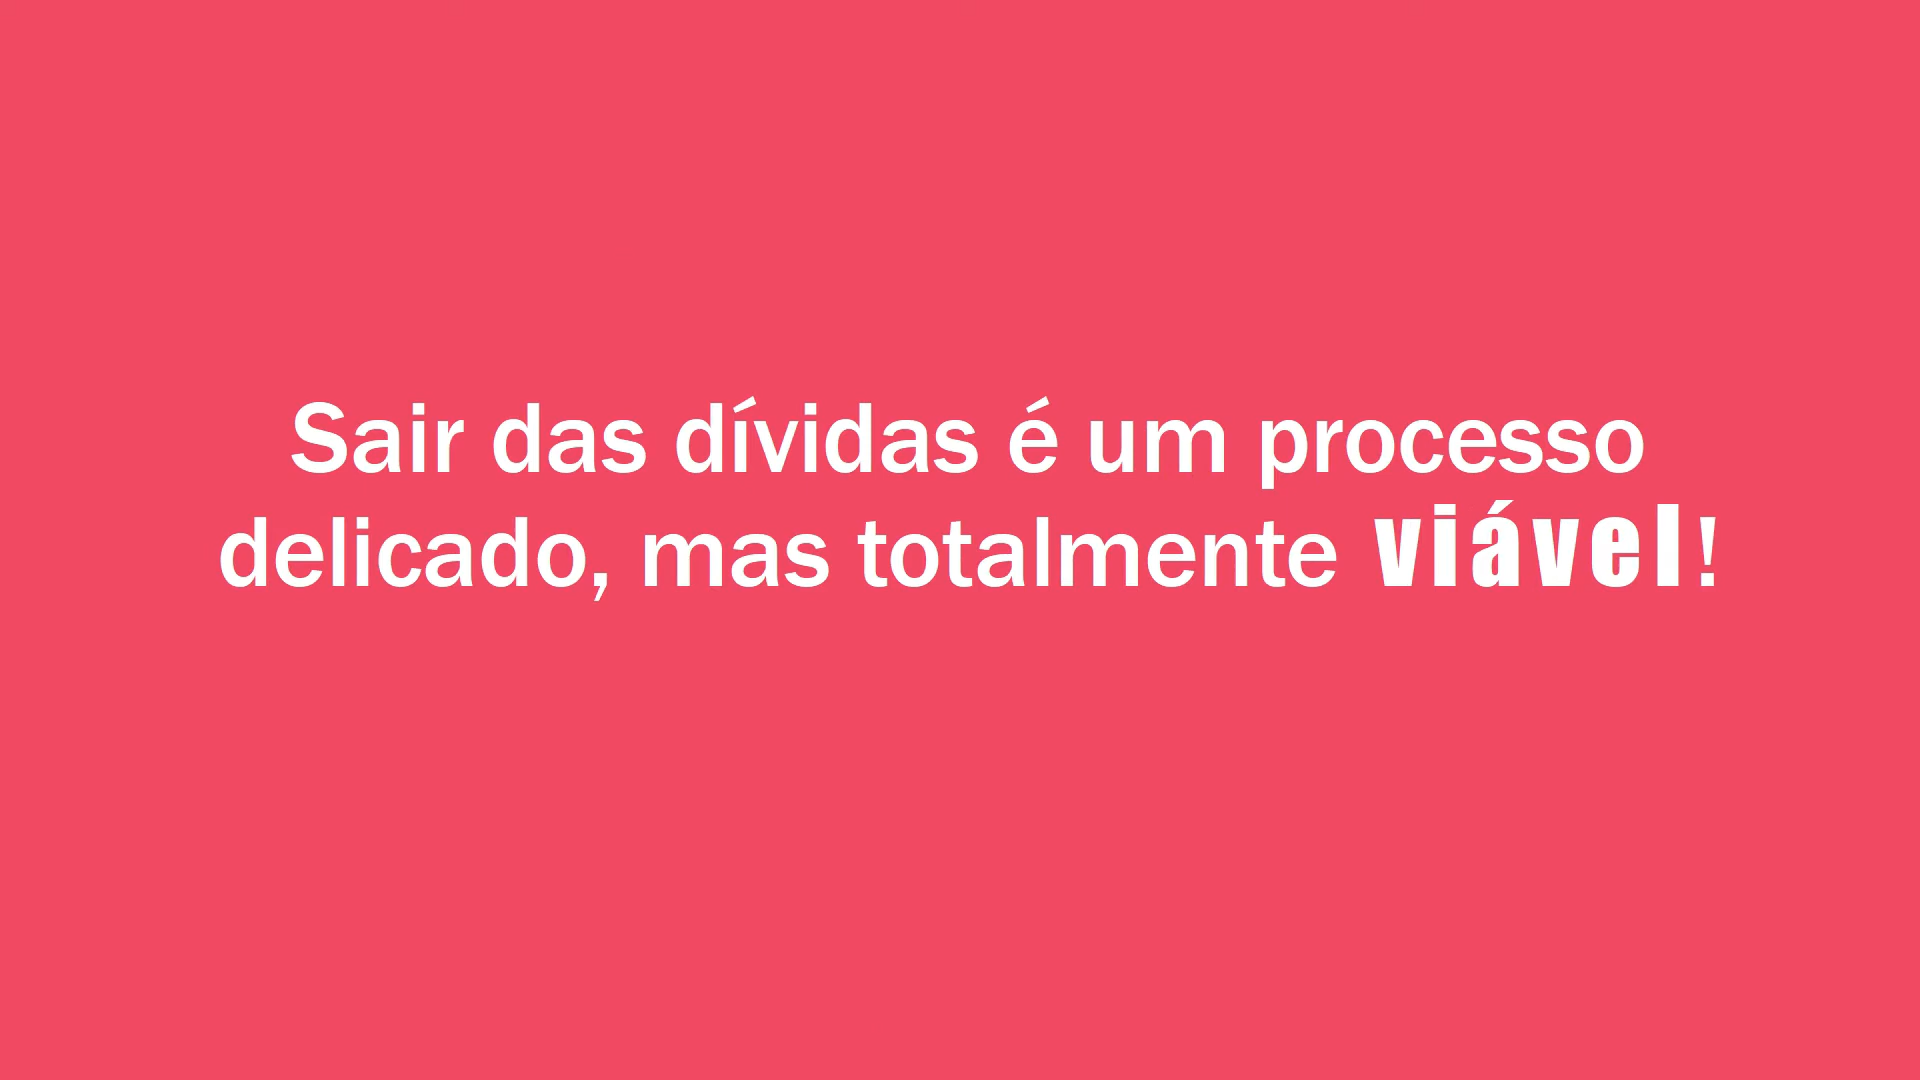 Sair das dívidas é um processo
delicado, mas totalmente viável!